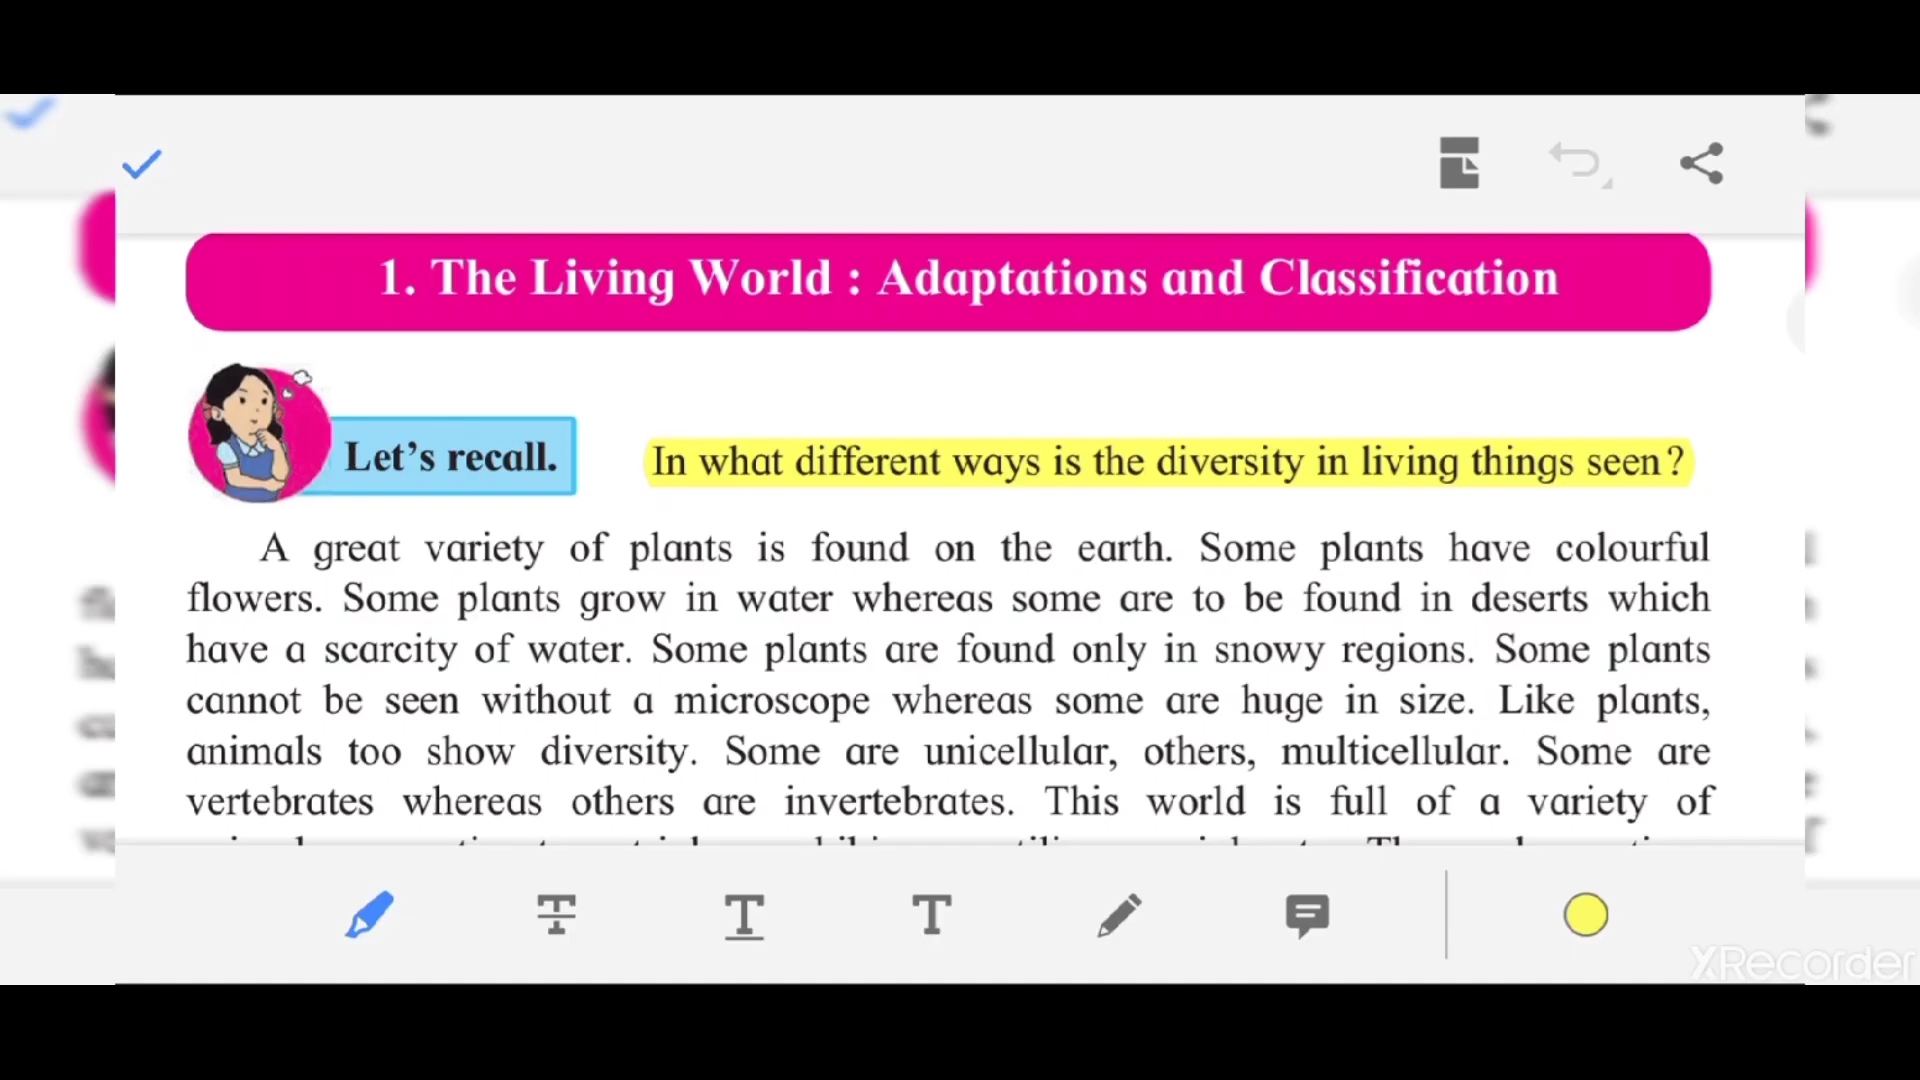 1. The Living World : Adaptations and Classification
Let's recall.
In what different ways is the diversity in living things seen?
A great variety of plants is found on the earth. Some plants have colourful
flowers. Some plants grow in water whereas some are to be found in deserts which
have a scarcity of water. Some plants are found only in snowy regions. Some plants
cannot be seen without a microscope whereas some are huge in size. Like plants,
animals too show diversity. Some are unicellular, others, multicellular. Some are
vertebrates whereas others are invertebrates. This world is full of a variety of
XRecorder